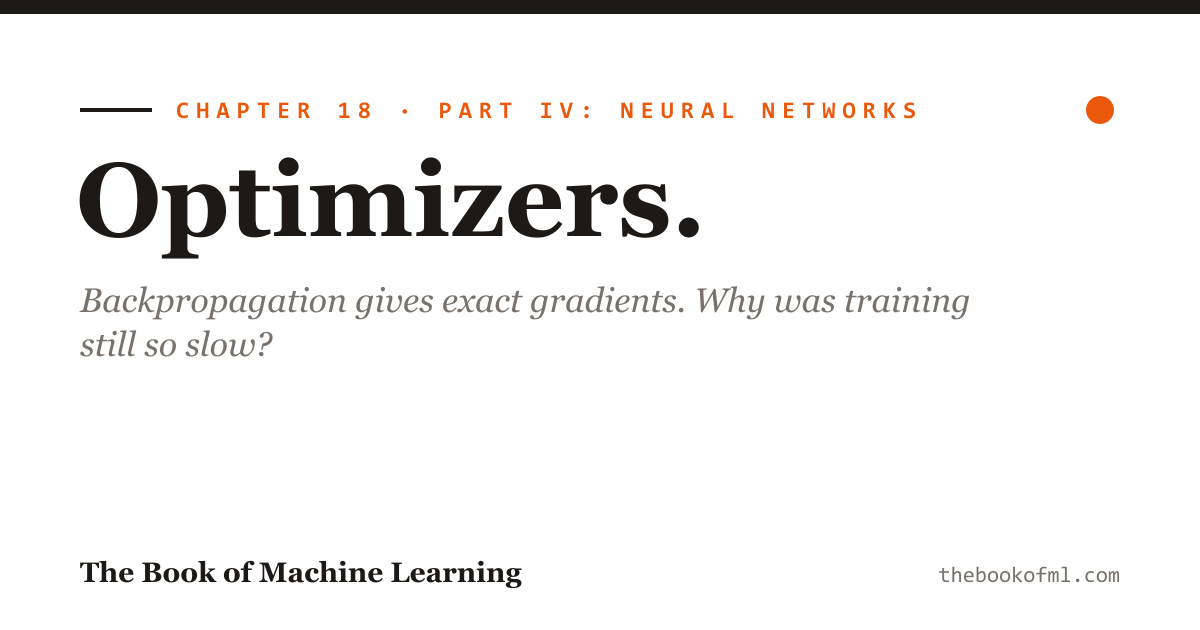 CHAPTER 18 · PART IV: NEURAL NETWORKS
Optimizers.
Backpropagation gives exact gradients. Why was training
still so slow?
The Book of Machine Learning
thebookofml.com